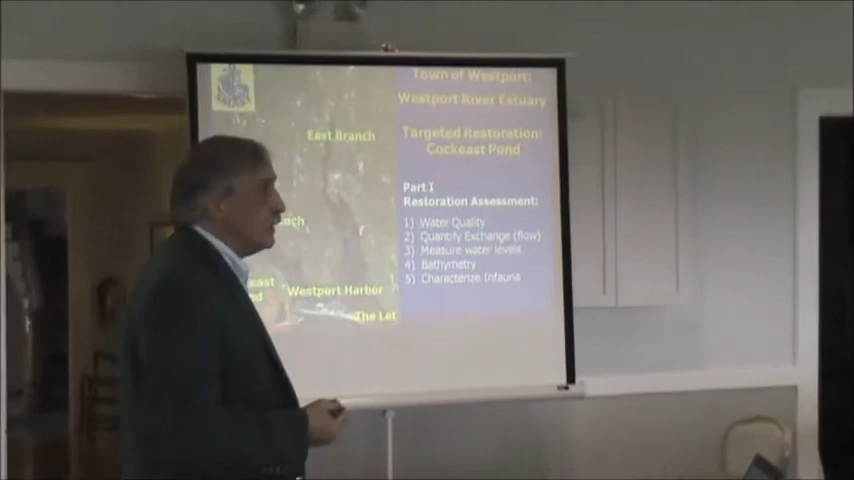 Town of Westport:
Westport River Estuary
Targeted Restoration:
Cockeast Pond
East Branch
Part I
Restoration Assessment:
1) Water Quality
2) Quantify Exchange (flow)
3) Measure water levels
4) Bathymetry
5) Characterize Infauna
Westport Harbor
The Let